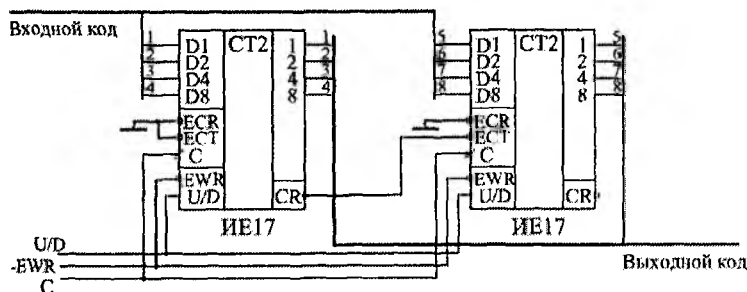 Входной код
1 D1 CT2 1 1
2 D2 2 2
3 D4 4 3
4 D8 8 4
ECR
ECT
C
EWR
U/D CR
ИЕ17
5 D1 CT2 1 5
6 D2 2 6
7 D4 4 7
8 D8 8 8
ECR
ECT
C
EWR
U/D CR
ИЕ17
U/D
-EWR
C
Выходной код